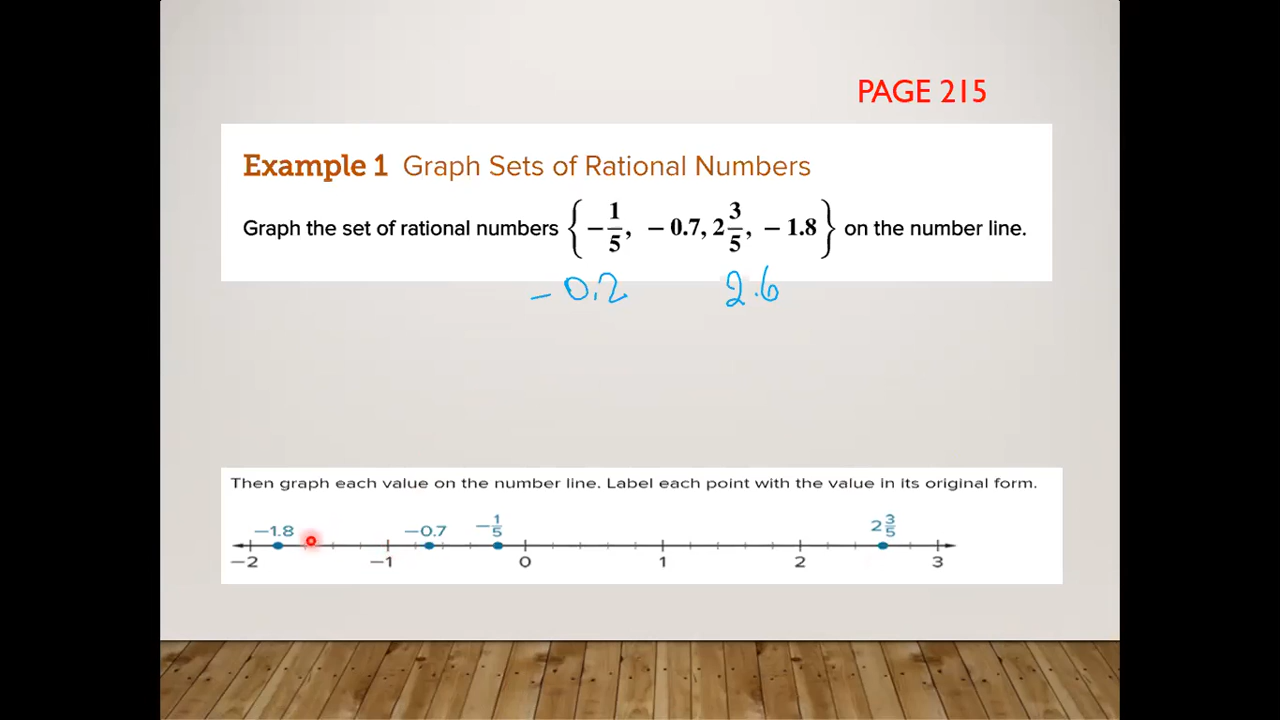 PAGE 215
Example 1 Graph Sets of Rational Numbers
Graph the set of rational numbers {−1/5, −0.7, 2 3/5, −1.8} on the number line.
−0.2 2.6
Then graph each value on the number line. Label each point with the value in its original form.
−1.8 −0.7 −1/5 2 3/5
−2 −1 0 1 2 3